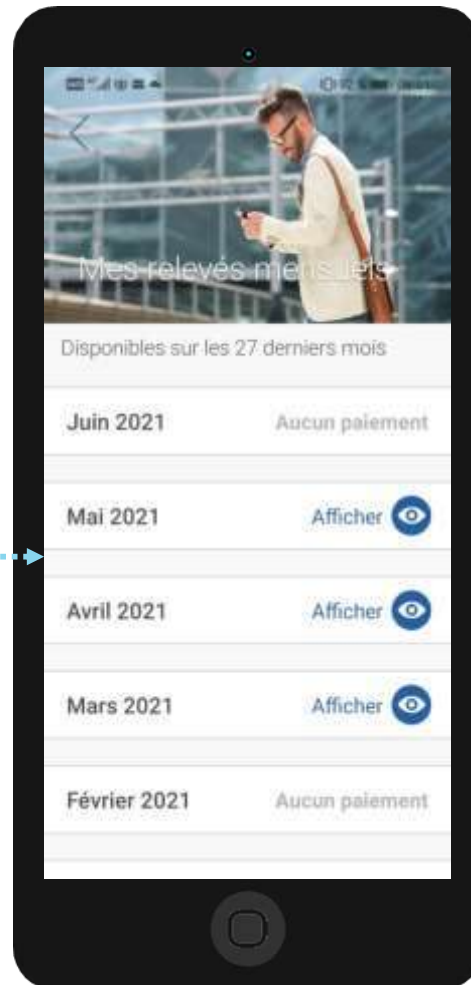 Mes relevés mensuels
Disponibles sur les 27 derniers mois
Juin 2021 Aucun paiement
Mai 2021 Afficher
Avril 2021 Afficher
Mars 2021 Afficher
Février 2021 Aucun paiement